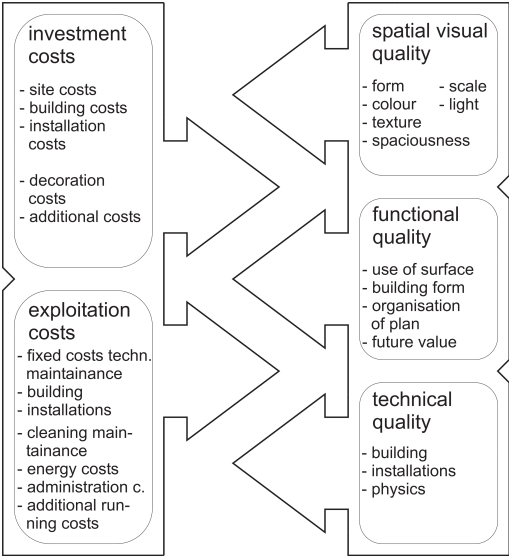 investment
costs
- site costs
- building costs
- installation
costs
- decoration
costs
- additional costs
exploitation
costs
- fixed costs techn.
maintainance
- building
- installations
- cleaning main-
tainance
- energy costs
- administration c.
- additional run-
ning costs
spatial visual
quality
- form - scale
- colour - light
- texture
- spaciousness
functional
quality
- use of surface
- building form
- organisation
of plan
- future value
technical
quality
- building
- installations
- physics